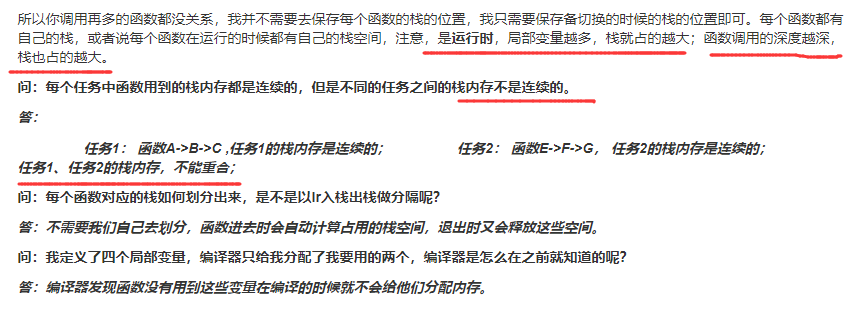 所以你调用再多的函数都没关系，我并不需要去保存每个函数的栈的位置，我只需要保存备切换的时候的栈的位置即可。每个函数都有
自己的栈，或者说每个函数在运行的时候都有自己的栈空间，注意，是运行时，局部变量越多，栈就占的越大；函数调用的深度越深，
栈也占的越大。
问：每个任务中函数用到的栈内存都是连续的，但是不同的任务之间的栈内存不是连续的。
答：
任务1： 函数A->B->C ,任务1的栈内存是连续的； 任务2： 函数E->F->G， 任务2的栈内存是连续的；
任务1、任务2的栈内存，不能重合；
问：每个函数对应的栈如何划分出来，是不是以lr入栈出栈做分隔呢？
答：不需要我们自己去划分，函数进去时会自动计算占用的栈空间，退出时又会释放这些空间。
问：我定义了四个局部变量，编译器只给我分配了我要用的两个，编译器是怎么在之前就知道的呢？
答：编译器发现函数没有用到这些变量在编译的时候就不会给他们分配内存。